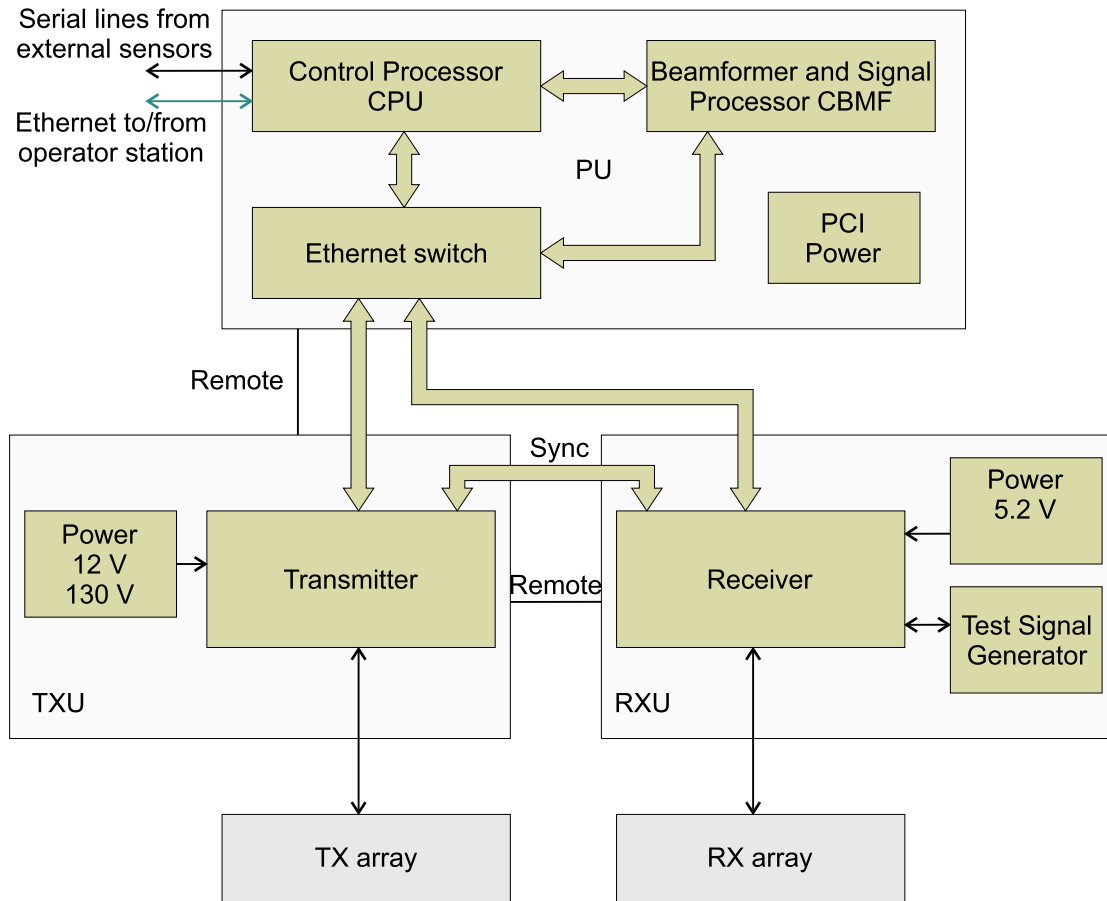 Serial lines from
external sensors
Ethernet to/from
operator station
Control Processor
CPU
Beamformer and Signal
Processor CBMF
PU
Ethernet switch
PCI
Power
Remote
Sync
Power
12 V
130 V
Transmitter
Remote
Receiver
Power
5.2 V
Test Signal
Generator
TXU
RXU
TX array
RX array